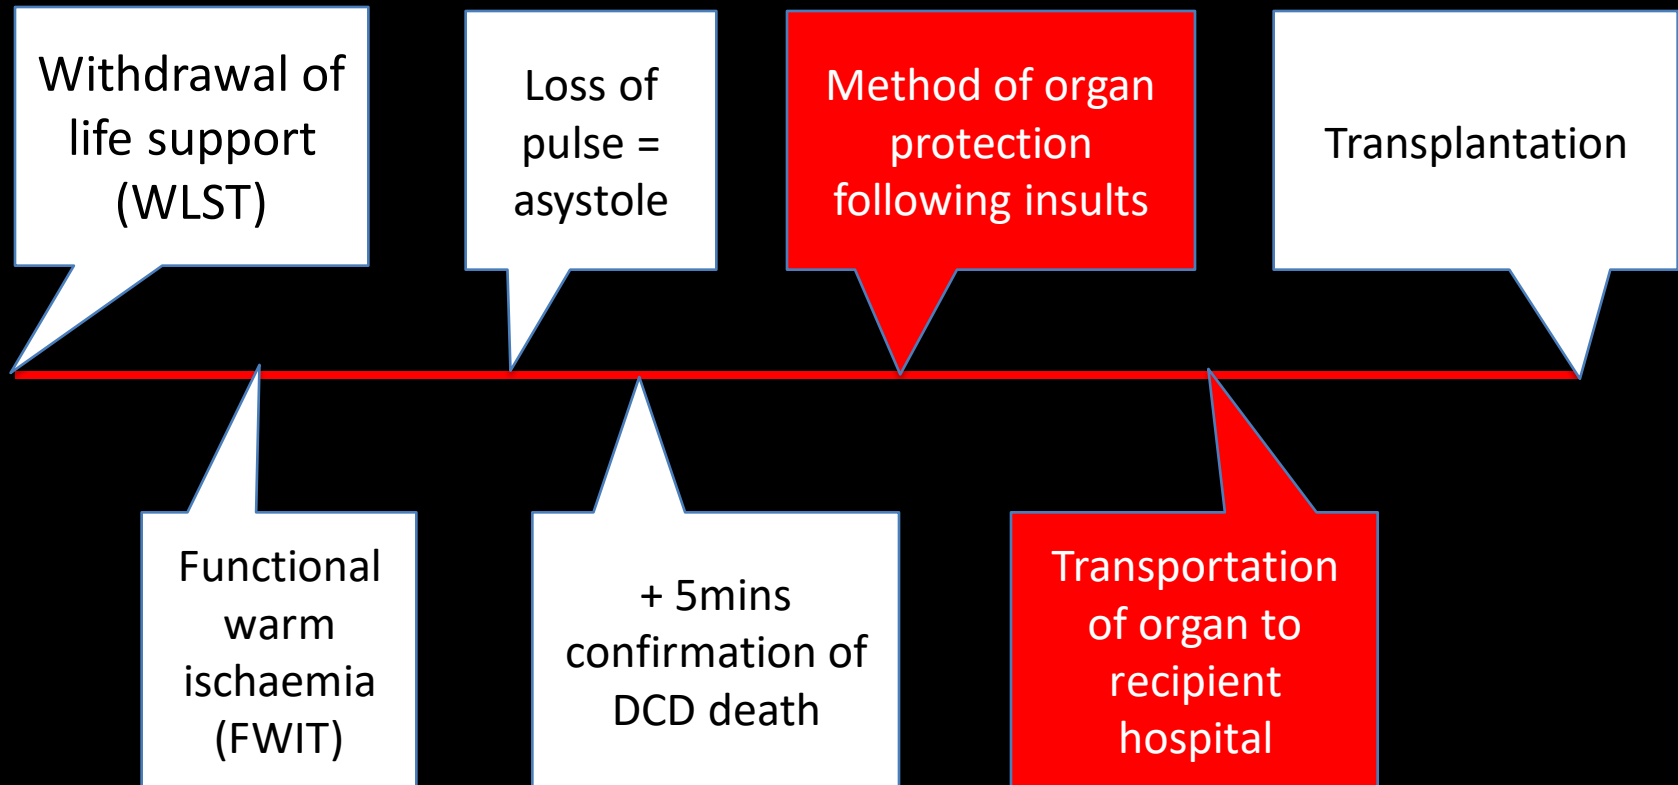 Withdrawal of
life support
(WLST)
Loss of
pulse =
asystole
Method of organ
protection
following insults
Transplantation
Functional
warm
ischaemia
(FWIT)
+ 5mins
confirmation of
DCD death
Transportation
of organ to
recipient
hospital